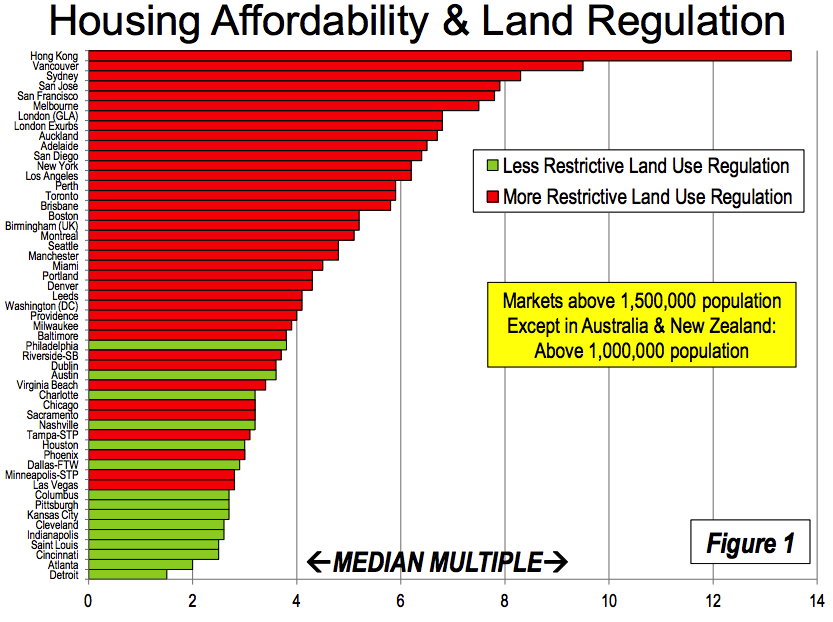 Housing Affordability & Land Regulation
Hong Kong
Vancouver
Sydney
San Jose
San Francisco
Melbourne
London (GLA)
London Exurbs
Auckland
Adelaide
San Diego
New York
Los Angeles
Perth
Toronto
Brisbane
Boston
Birmingham (UK)
Montreal
Seattle
Manchester
Miami
Portland
Denver
Leeds
Washington (DC)
Providence
Milwaukee
Baltimore
Philadelphia
Riverside-SB
Dublin
Austin
Virginia Beach
Charlotte
Chicago
Sacramento
Nashville
Tampa-STP
Houston
Phoenix
Dallas-FTW
Minneapolis-STP
Las Vegas
Columbus
Pittsburgh
Kansas City
Cleveland
Indianapolis
Saint Louis
Cincinnati
Atlanta
Detroit
Less Restrictive Land Use Regulation
More Restrictive Land Use Regulation
Markets above 1,500,000 population
Except in Australia & New Zealand:
Above 1,000,000 population
Figure 1
←MEDIAN MULTIPLE→
0 2 4 6 8 10 12 14